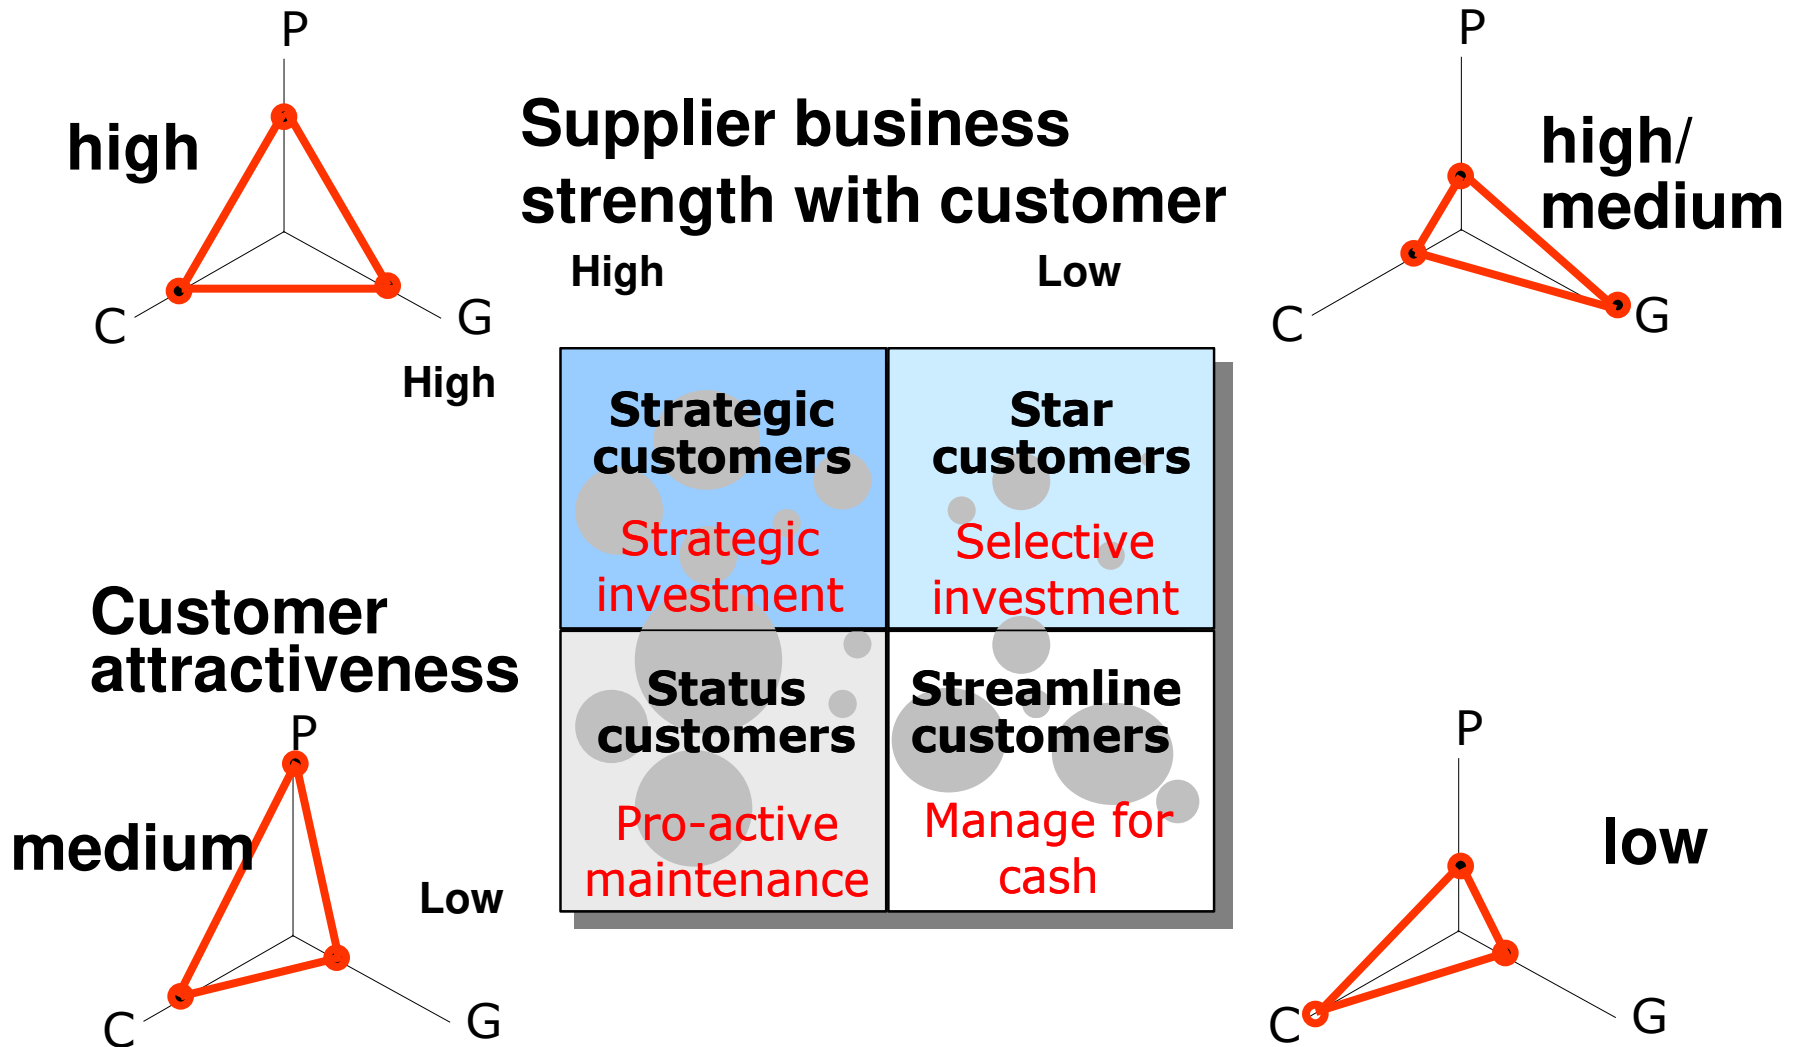 P
high
C
G
Supplier business
strength with customer
High
Low
P
high/
medium
C
G
High
Strategic
customers
Strategic
investment
Star
customers
Selective
investment
Customer
attractiveness
Status
customers
Pro-active
maintenance
Streamline
customers
Manage for
cash
P
medium
Low
C
G
P
low
C
G